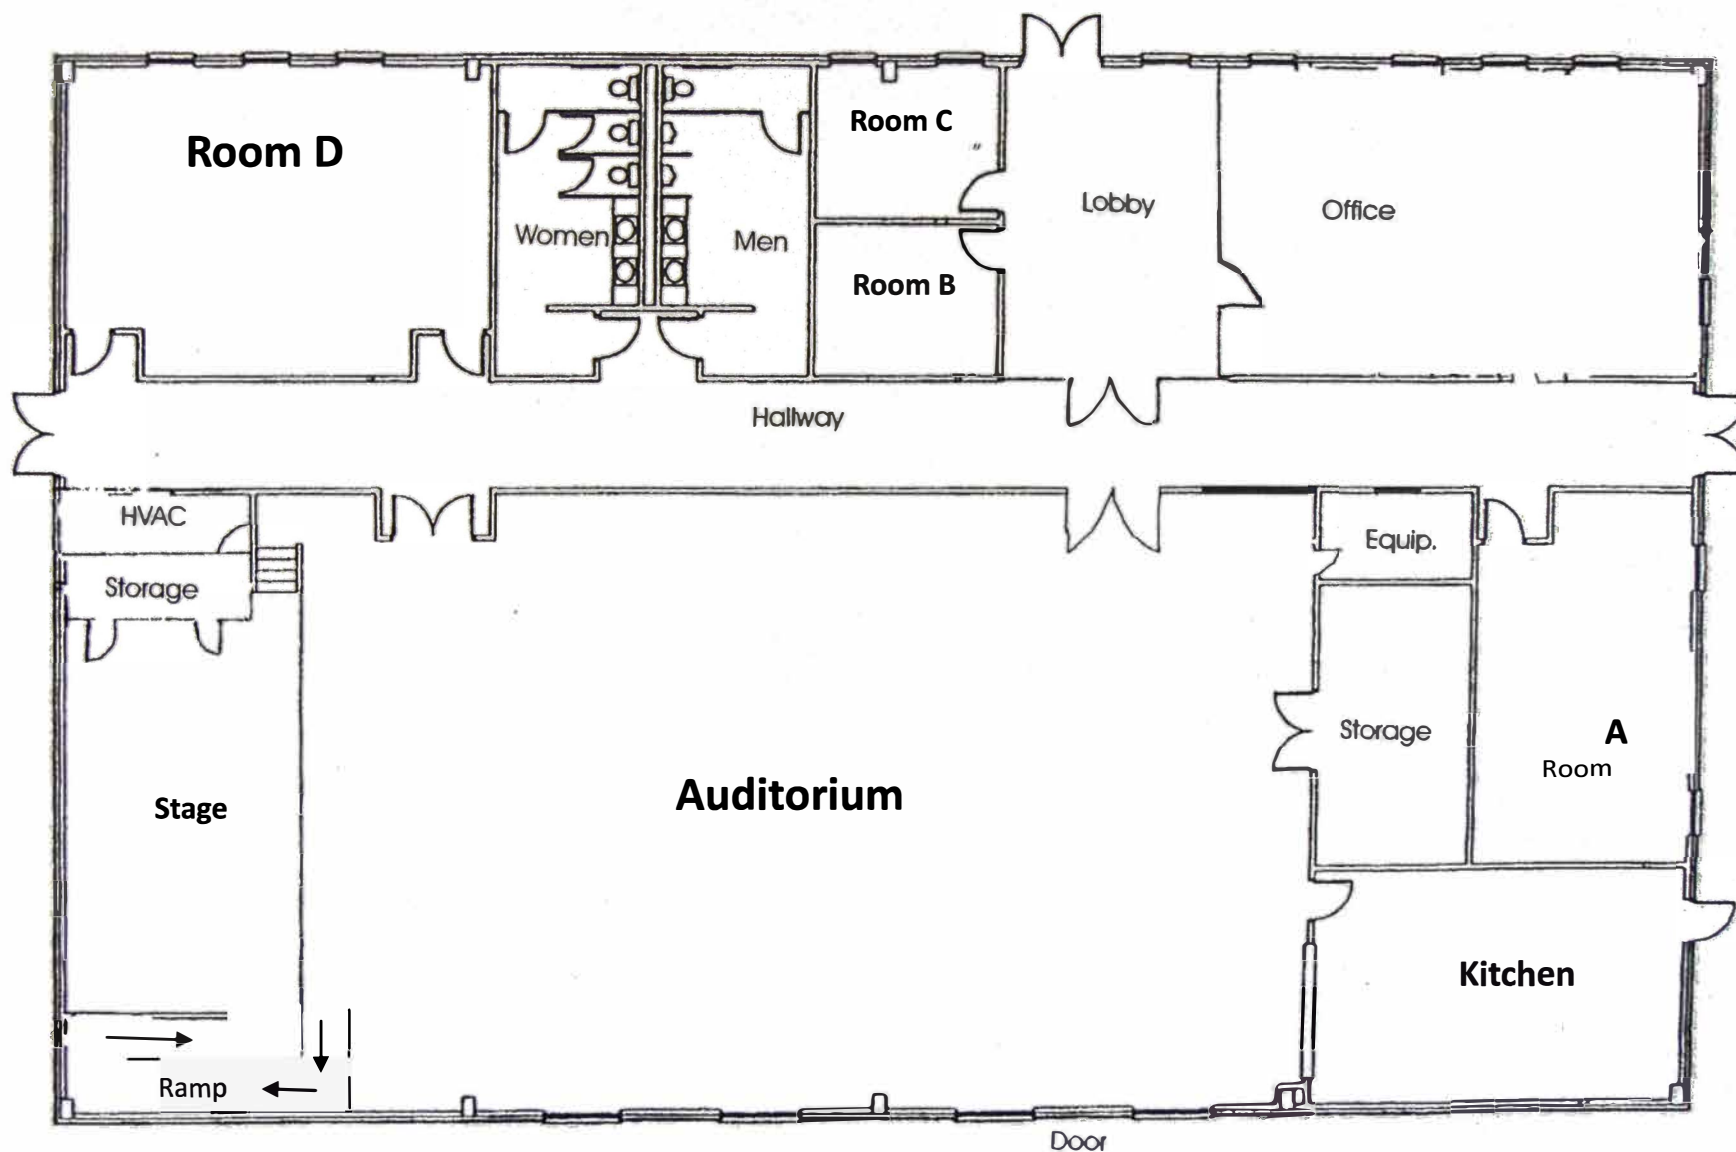 Room D
Room C
Women
Men
Lobby
Office
Room B
Hallway
HVAC
Equip.
Storage
Storage
A
Room
Stage
Auditorium
Kitchen
Ramp
Door